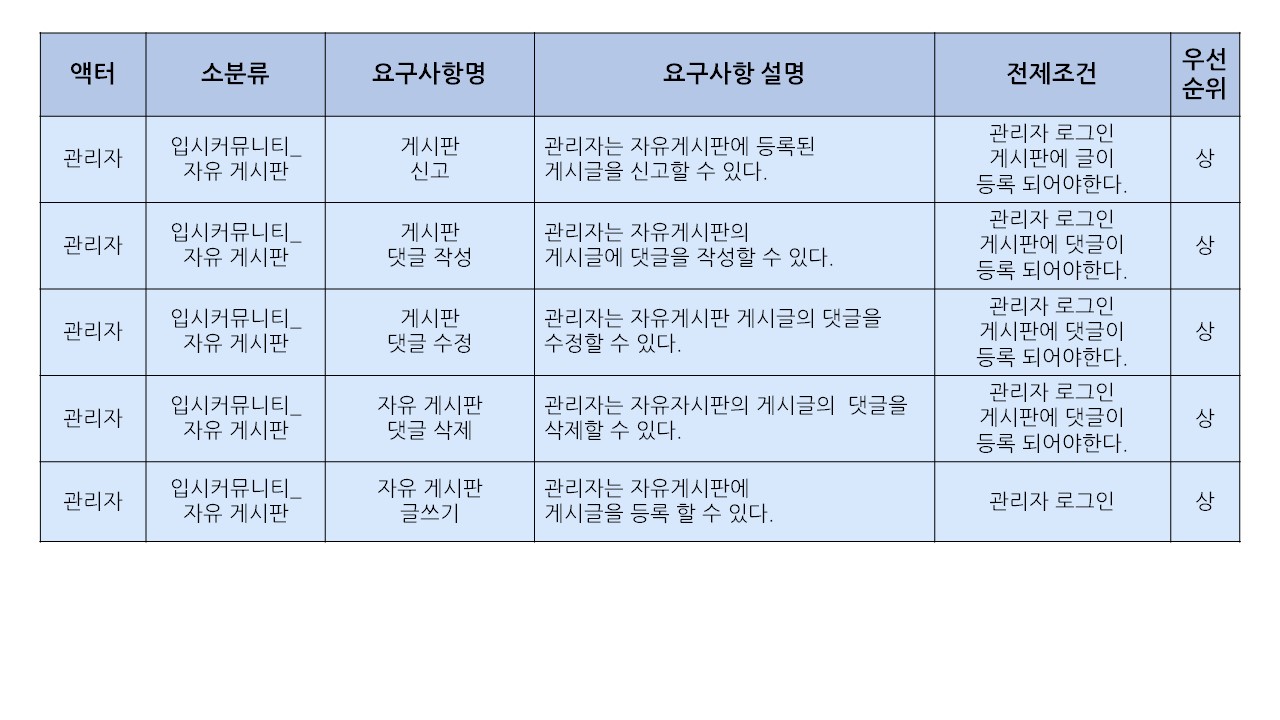 액터
소분류
요구사항명
요구사항 설명
전제조건
우선
순위
관리자
입시커뮤니티_
자유 게시판
게시판
신고
관리자는 자유게시판에 등록된
게시글을 신고할 수 있다.
관리자 로그인
게시판에 글이
등록 되어야한다.
상
관리자
입시커뮤니티_
자유 게시판
게시판
댓글 작성
관리자는 자유게시판의
게시글에 댓글을 작성할 수 있다.
관리자 로그인
게시판에 댓글이
등록 되어야한다.
상
관리자
입시커뮤니티_
자유 게시판
게시판
댓글 수정
관리자는 자유게시판 게시글의 댓글을
수정할 수 있다.
관리자 로그인
게시판에 댓글이
등록 되어야한다.
상
관리자
입시커뮤니티_
자유 게시판
자유 게시판
댓글 삭제
관리자는 자유자시판의 게시글의  댓글을
삭제할 수 있다.
관리자 로그인
게시판에 댓글이
등록 되어야한다.
상
관리자
입시커뮤니티_
자유 게시판
자유 게시판
글쓰기
관리자는 자유게시판에
게시글을 등록 할 수 있다.
관리자 로그인
상